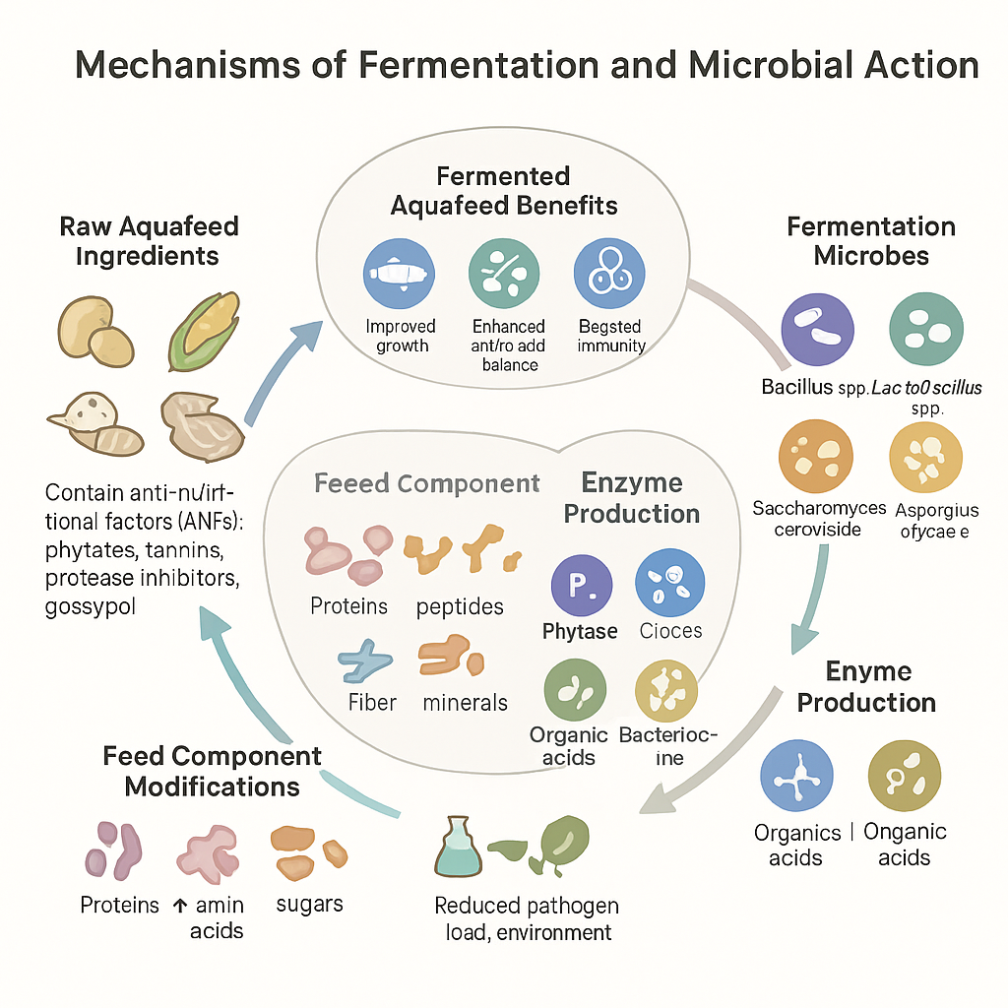 Mechanisms of Fermentation and Microbial Action
Fermented
Aquafeed Benefits
Improved
growth
Enhanced
ant/ro add
balance
Begsted
immunity
Raw Aquafeed
Ingredients
Contain anti-nu/irf-
tional factors (ANFs):
phytates, tannins,
protease inhibitors,
gossypol
Fermentation
Microbes
Bacillus spp.
Lac to0 scillus
spp.
Saccharomyces
ceroviside
Asporgius
ofycae e
Feeed Component
Proteins
peptides
Fiber
minerals
Enzyme
Production
P.
Phytase
Cioces
Organic
acids
Bacterioc-
ine
Enyme
Production
Organics |
acids
Onganic
acids
Feed Component
Modifications
Proteins
↑ amin
acids
sugars
Reduced pathogen
load, environment